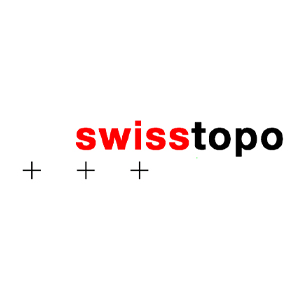 swisstopo
+ + +